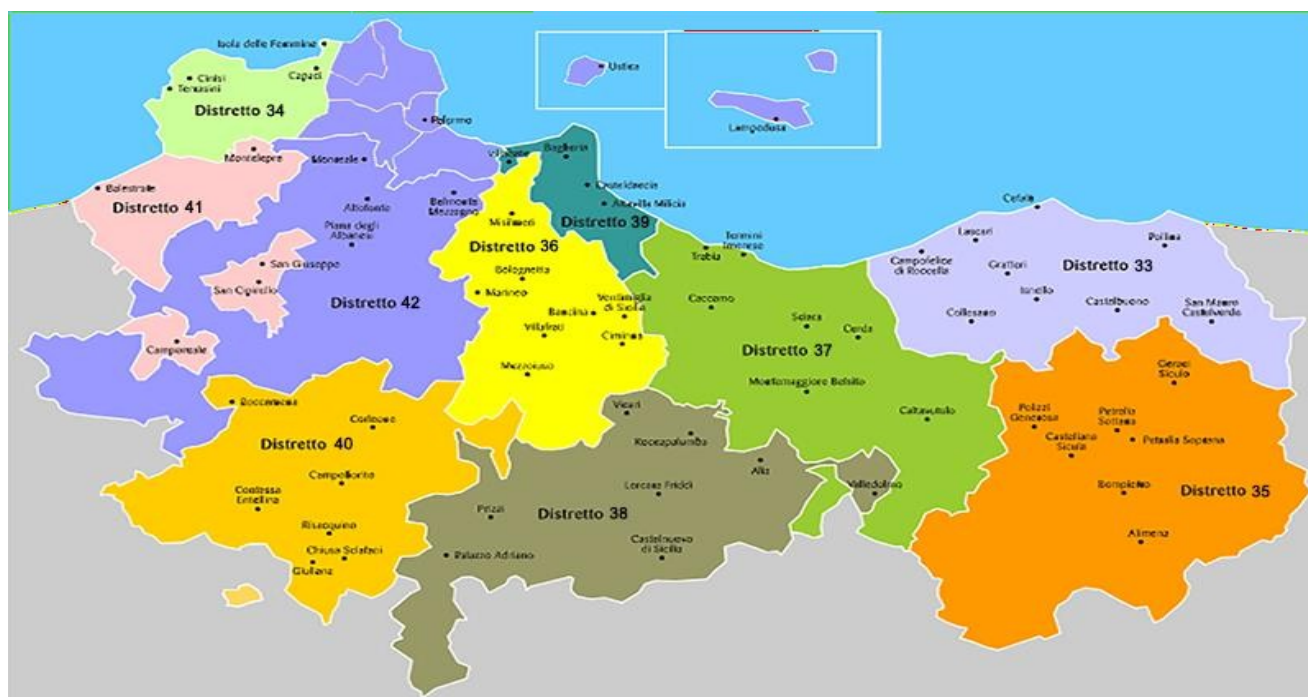 Isola delle Femmine
Ustica
Cinisi
Capaci
Terrasini
Distretto 34
Palermo
Lampedusa
Montelepre
Monreale
Villabate
Bagheria
Balestrate
Casteldaccia
Distretto 41
Altofonte
Belmonte
Mezzagno
Altavilla Milicia
Cefalù
Misilmeri
Distretto 39
Piana degli
Albanesi
Distretto 36
Termini
Imerese
Trabia
Lascari
Pollina
Campofelice
di Roccella
Distretto 33
San Giuseppe
Bolognetta
Gratteri
San Cipirello
Marineo
Distretto 42
Ventimiglia
di Sicilia
Baucina
Caccamo
Isnello
Castelbuono
San Mauro
Castelverde
Collesano
Villafrati
Ciminna
Sciara
Cerda
Camporeale
Distretto 37
Mezzojuso
Montemaggiore Belsito
Geraci
Siculo
Roccamena
Vicari
Caltavuturo
Polizzi
Generosa
Petralia
Sottana
Corleone
Distretto 40
Roccapalumba
Petralia Soprana
Castellana
Sicula
Alia
Campofiorito
Contessa
Entellina
Lercara Friddi
Valledolmo
Bompietro
Distretto 35
Prizzi
Distretto 38
Bisacquino
Alimena
Chiusa Sclafani
Giuliana
Palazzo Adriano
Castelnuovo
di Sicilia